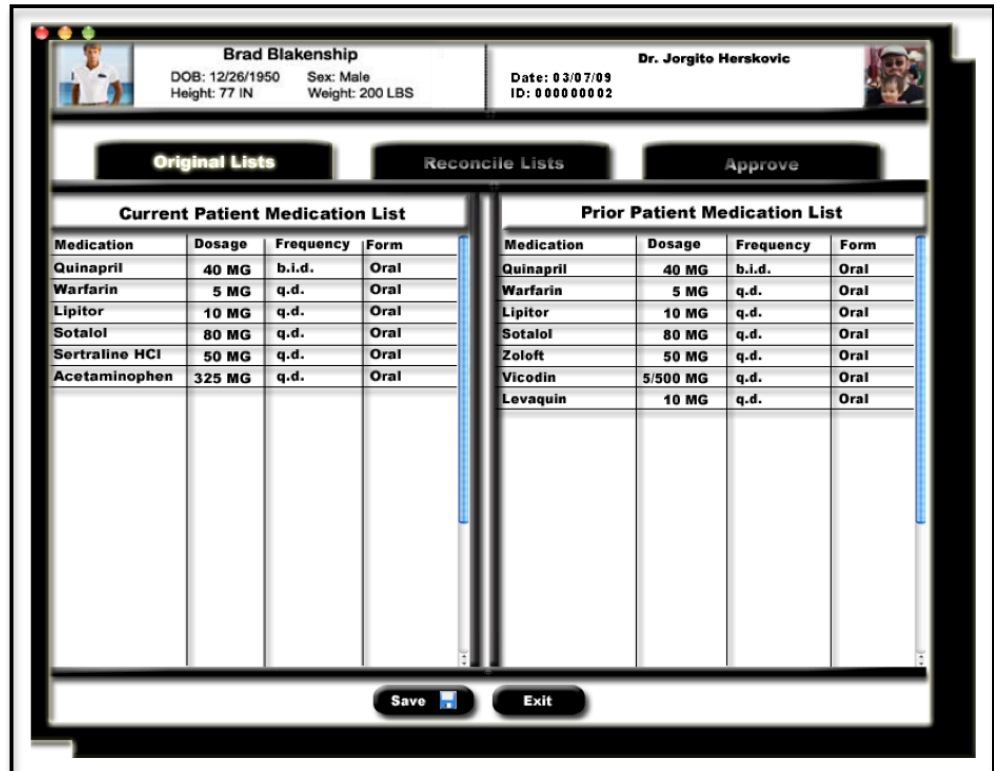 Brad Blakenship
DOB: 12/26/1950 Sex: Male
Height: 77 IN Weight: 200 LBS
Dr. Jorgito Herskovic
Date: 03/07/09
ID: 000000002
Original Lists Reconcile Lists Approve
Current Patient Medication List
Medication Dosage Frequency Form
Quinapril 40 MG b.i.d. Oral
Warfarin 5 MG q.d. Oral
Lipitor 10 MG q.d. Oral
Sotalol 80 MG q.d. Oral
Sertraline HCl 50 MG q.d. Oral
Acetaminophen 325 MG q.d. Oral
Prior Patient Medication List
Medication Dosage Frequency Form
Quinapril 40 MG b.i.d. Oral
Warfarin 5 MG q.d. Oral
Lipitor 10 MG q.d. Oral
Sotalol 80 MG q.d. Oral
Zoloft 50 MG q.d. Oral
Vicodin 5/500 MG q.d. Oral
Levaquin 10 MG q.d. Oral
Save Exit